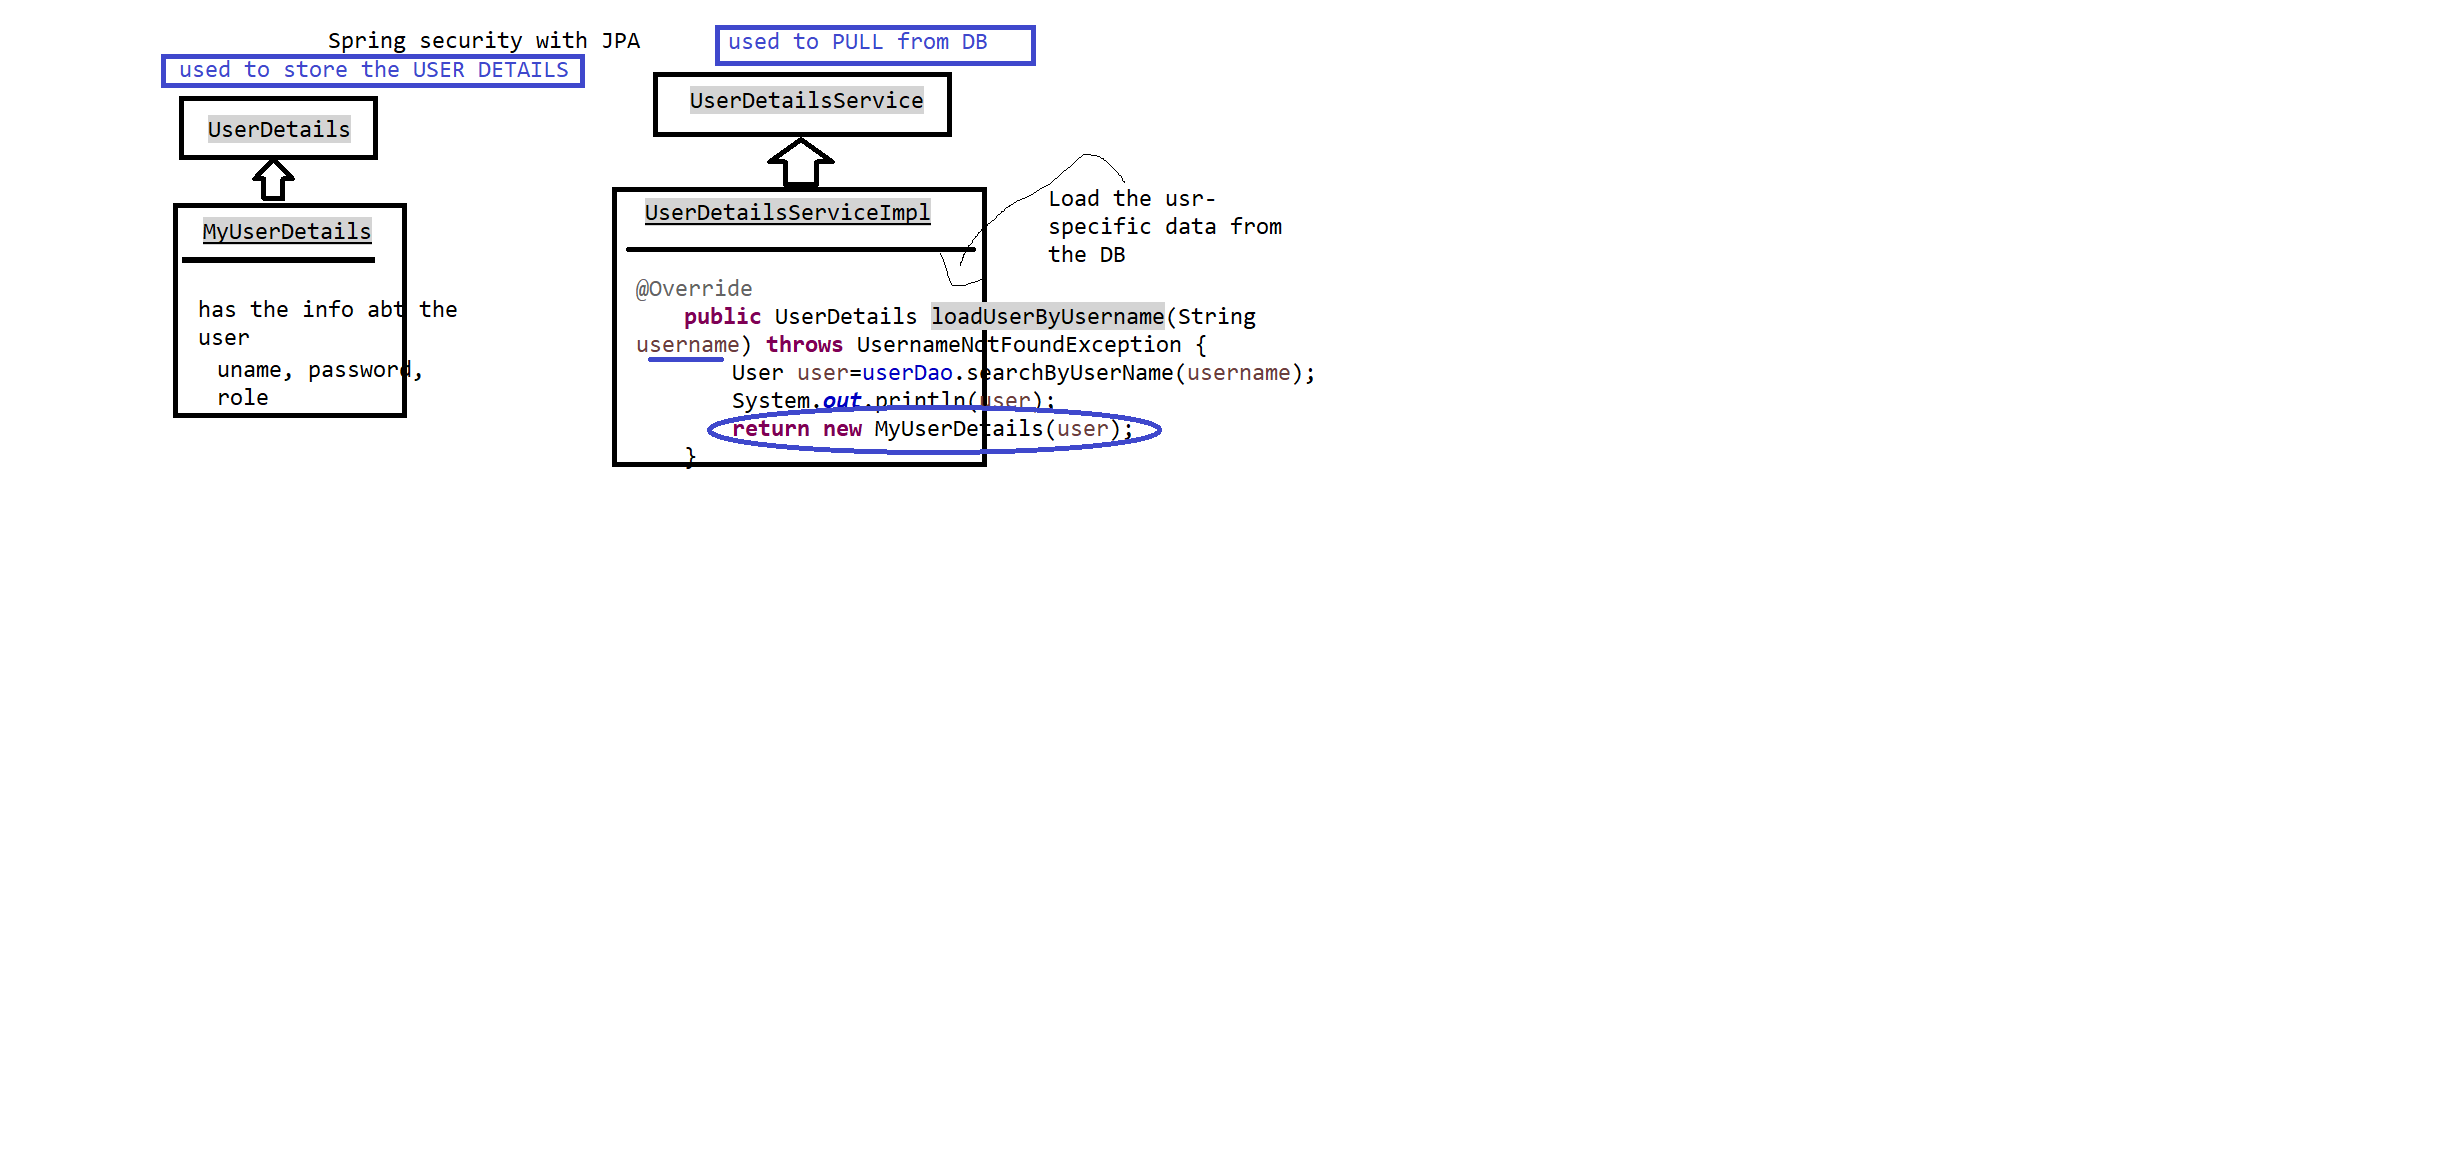 Spring security with JPA
used to store the USER DETAILS
UserDetails
MyUserDetails
has the info abt the
user
uname, password,
role
used to PULL from DB
UserDetailsService
UserDetailsServiceImpl
Load the usr-
specific data from
the DB
@Override
public UserDetails loadUserByUsername(String
username) throws UsernameNotFoundException {
User user=userDao.searchByUserName(username);
System.out.println(user);
return new MyUserDetails(user);
}